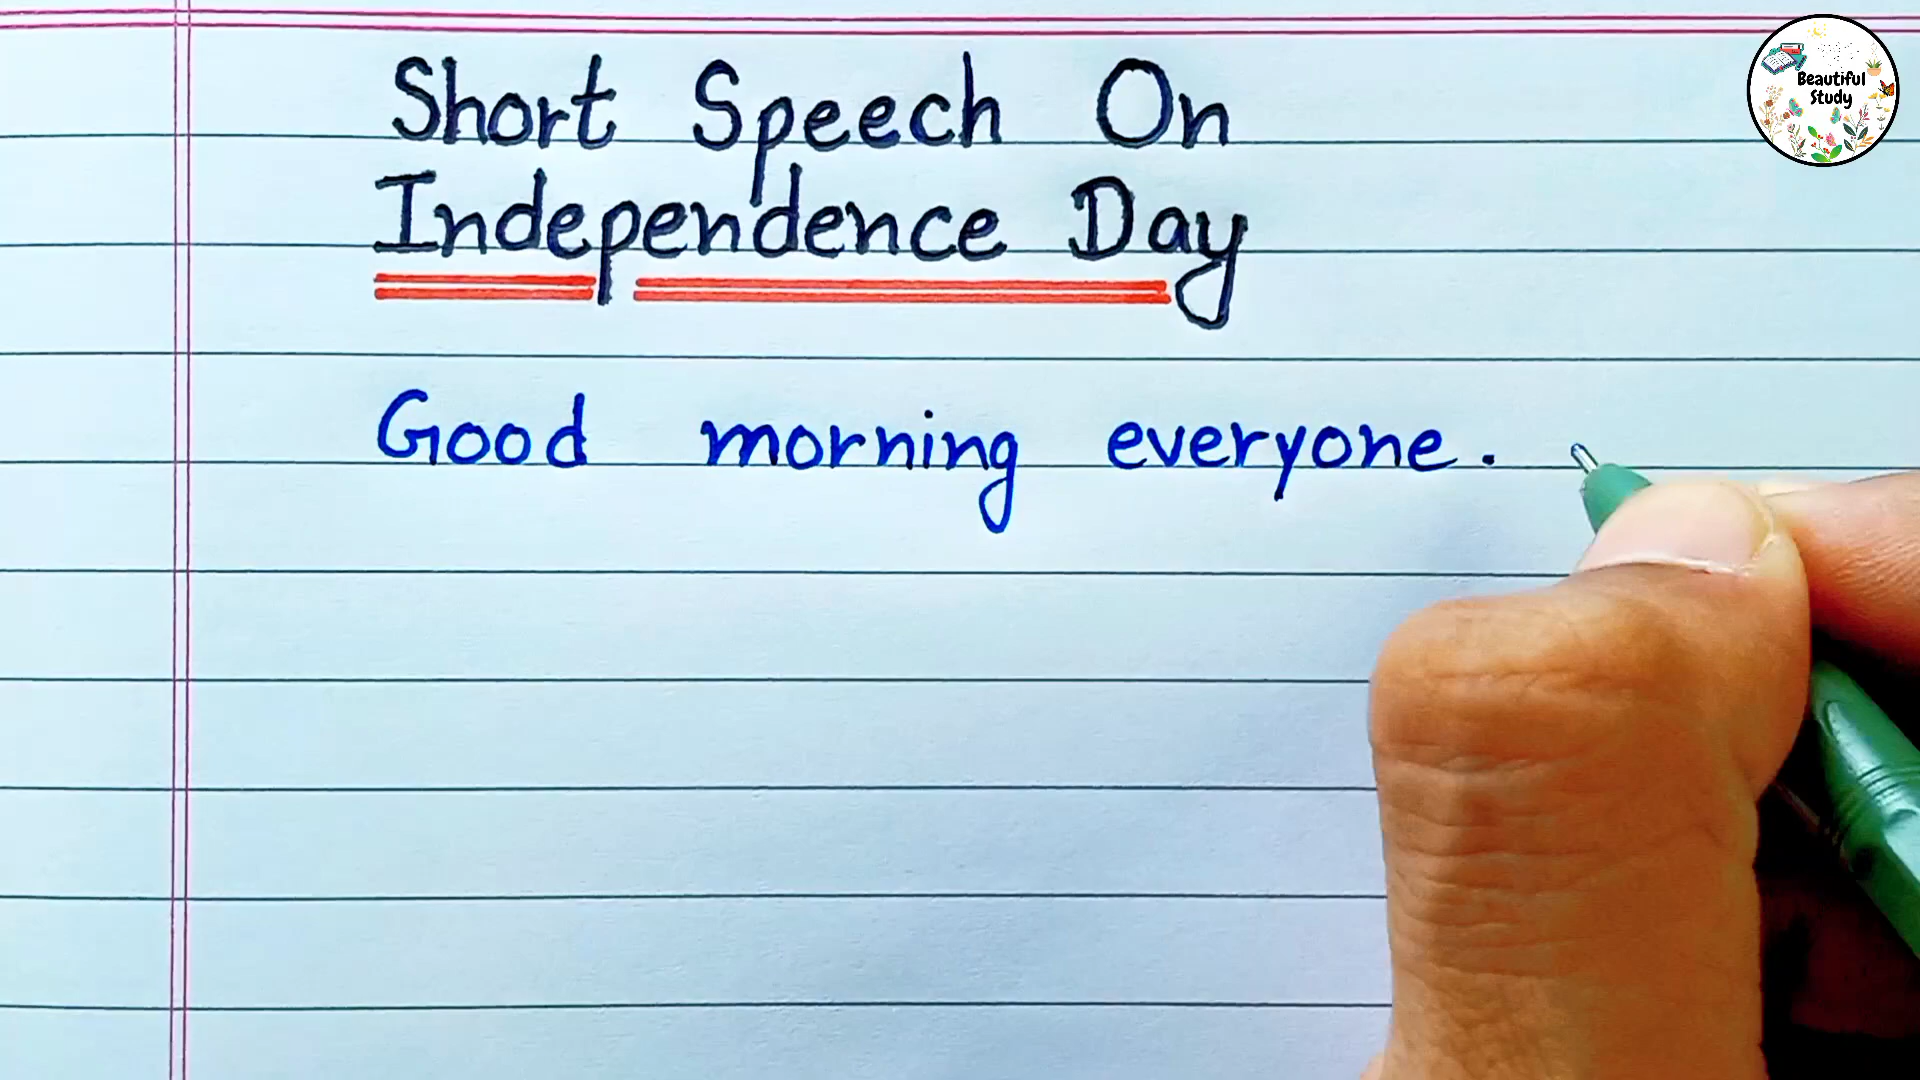 Short Speech On
Independence Day
Good morning everyone.
Beautiful
Study